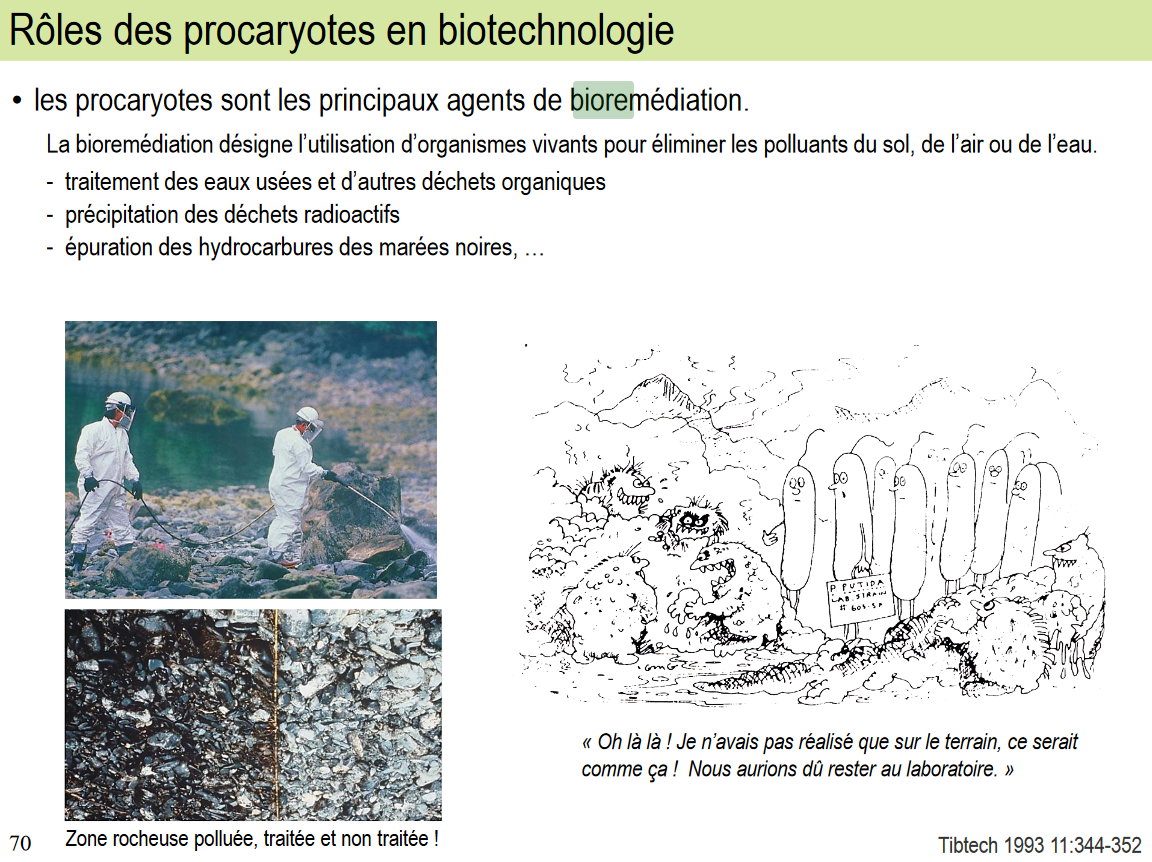 Rôles des procaryotes en biotechnologie
• les procaryotes sont les principaux agents de bioremédiation.
La bioremédiation désigne l’utilisation d’organismes vivants pour éliminer les polluants du sol, de l’air ou de l’eau.
- traitement des eaux usées et d’autres déchets organiques
- précipitation des déchets radioactifs
- épuration des hydrocarbures des marées noires, …
P PUTIDA
LAB STRAIN
« Oh là là ! Je n’avais pas réalisé que sur le terrain, ce serait
comme ça ! Nous aurions dû rester au laboratoire. »
Zone rocheuse polluée, traitée et non traitée !
70
Tibtech 1993 11:344-352